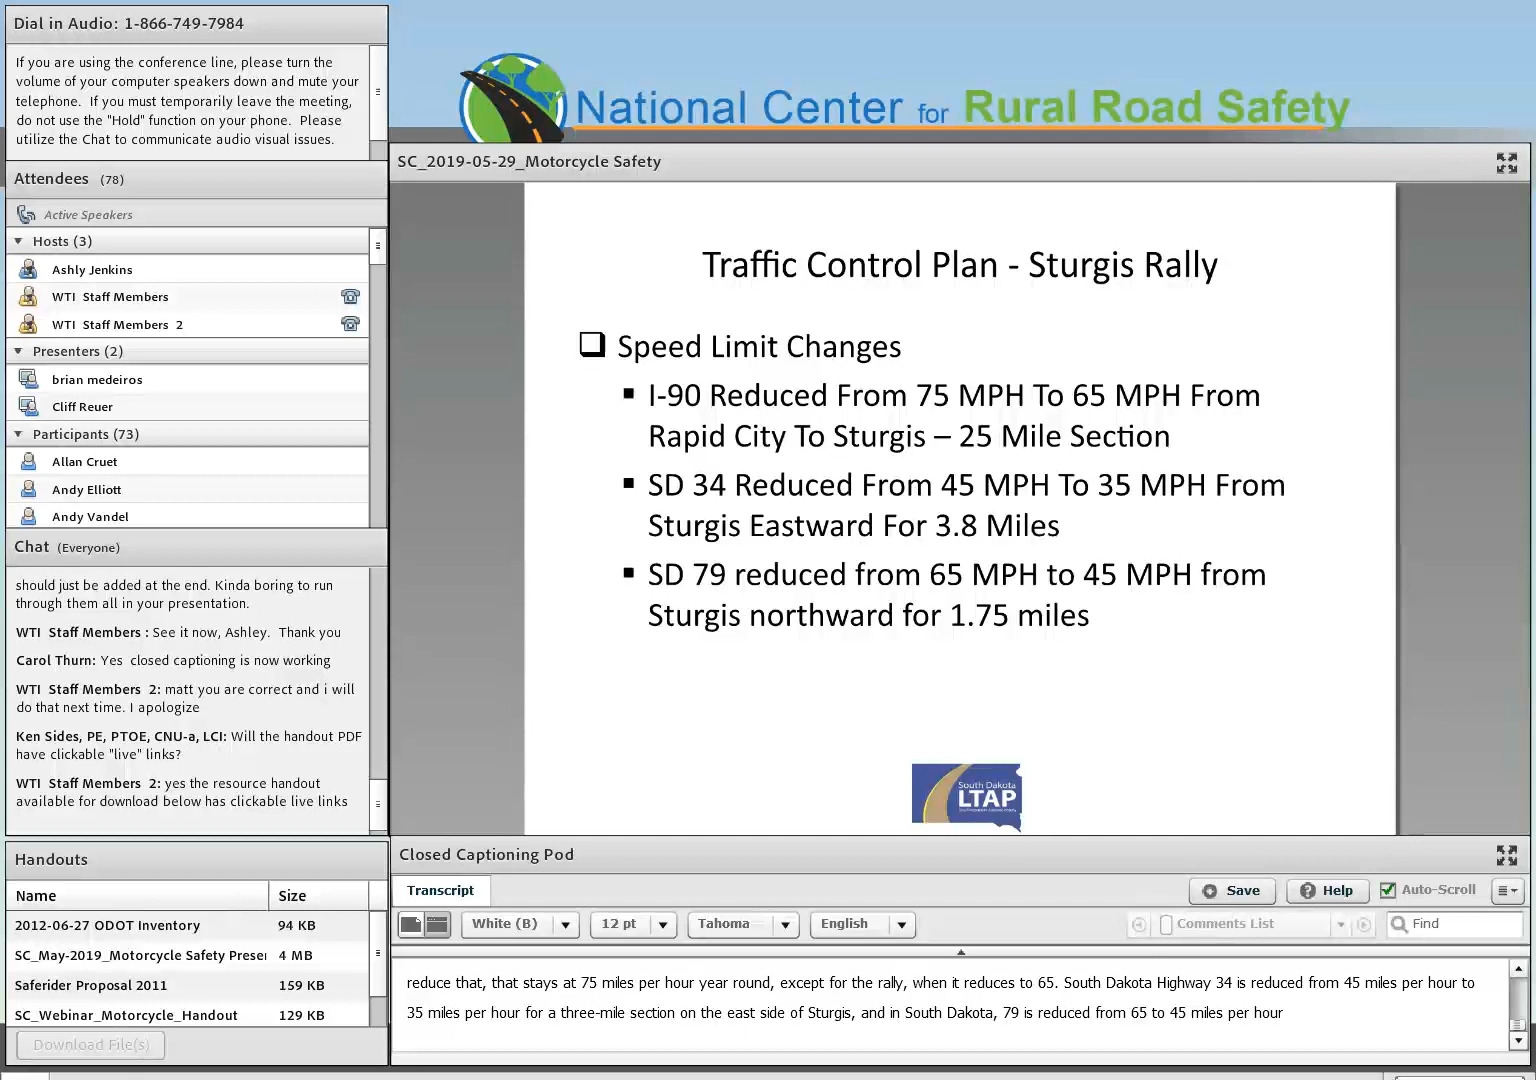 Dial in Audio: 1-866-749-7984
If you are using the conference line, please turn the
volume of your computer speakers down and mute your
telephone. If you must temporarily leave the meeting,
do not use the "Hold" function on your phone. Please
utilize the Chat to communicate audio visual issues.
Attendees (78)
Active Speakers
Hosts (3)
Ashly Jenkins
WTI Staff Members
WTI Staff Members 2
Presenters (2)
brian medeiros
Cliff Reuer
Participants (73)
Allan Cruet
Andy Elliott
Andy Vandel
Chat (Everyone)
should just be added at the end. Kinda boring to run
through them all in your presentation.
WTI Staff Members : See it now, Ashley. Thank you
Carol Thurn: Yes closed captioning is now working
WTI Staff Members 2: matt you are correct and i will
do that next time. I apologize
Ken Sides, PE, PTOE, CNU-a, LCI: Will the handout PDF
have clickable "live" links?
WTI Staff Members 2: yes the resource handout
available for download below has clickable live links
Handouts
Name Size
2012-06-27 ODOT Inventory 94 KB
SC_May-2019_Motorcycle Safety Preser 4 MB
Saferider Proposal 2011 159 KB
SC_Webinar_Motorcycle_Handout 129 KB
Download File(s)
National Center for Rural Road Safety
SC_2019-05-29_Motorcycle Safety
Traffic Control Plan - Sturgis Rally
Speed Limit Changes
I-90 Reduced From 75 MPH To 65 MPH From
Rapid City To Sturgis – 25 Mile Section
SD 34 Reduced From 45 MPH To 35 MPH From
Sturgis Eastward For 3.8 Miles
SD 79 reduced from 65 MPH to 45 MPH from
Sturgis northward for 1.75 miles
South Dakota
LTAP
Closed Captioning Pod
Transcript Save Help Auto-Scroll
White (B) 12 pt Tahoma English Comments List Find
reduce that, that stays at 75 miles per hour year round, except for the rally, when it reduces to 65. South Dakota Highway 34 is reduced from 45 miles per hour to
35 miles per hour for a three-mile section on the east side of Sturgis, and in South Dakota, 79 is reduced from 65 to 45 miles per hour